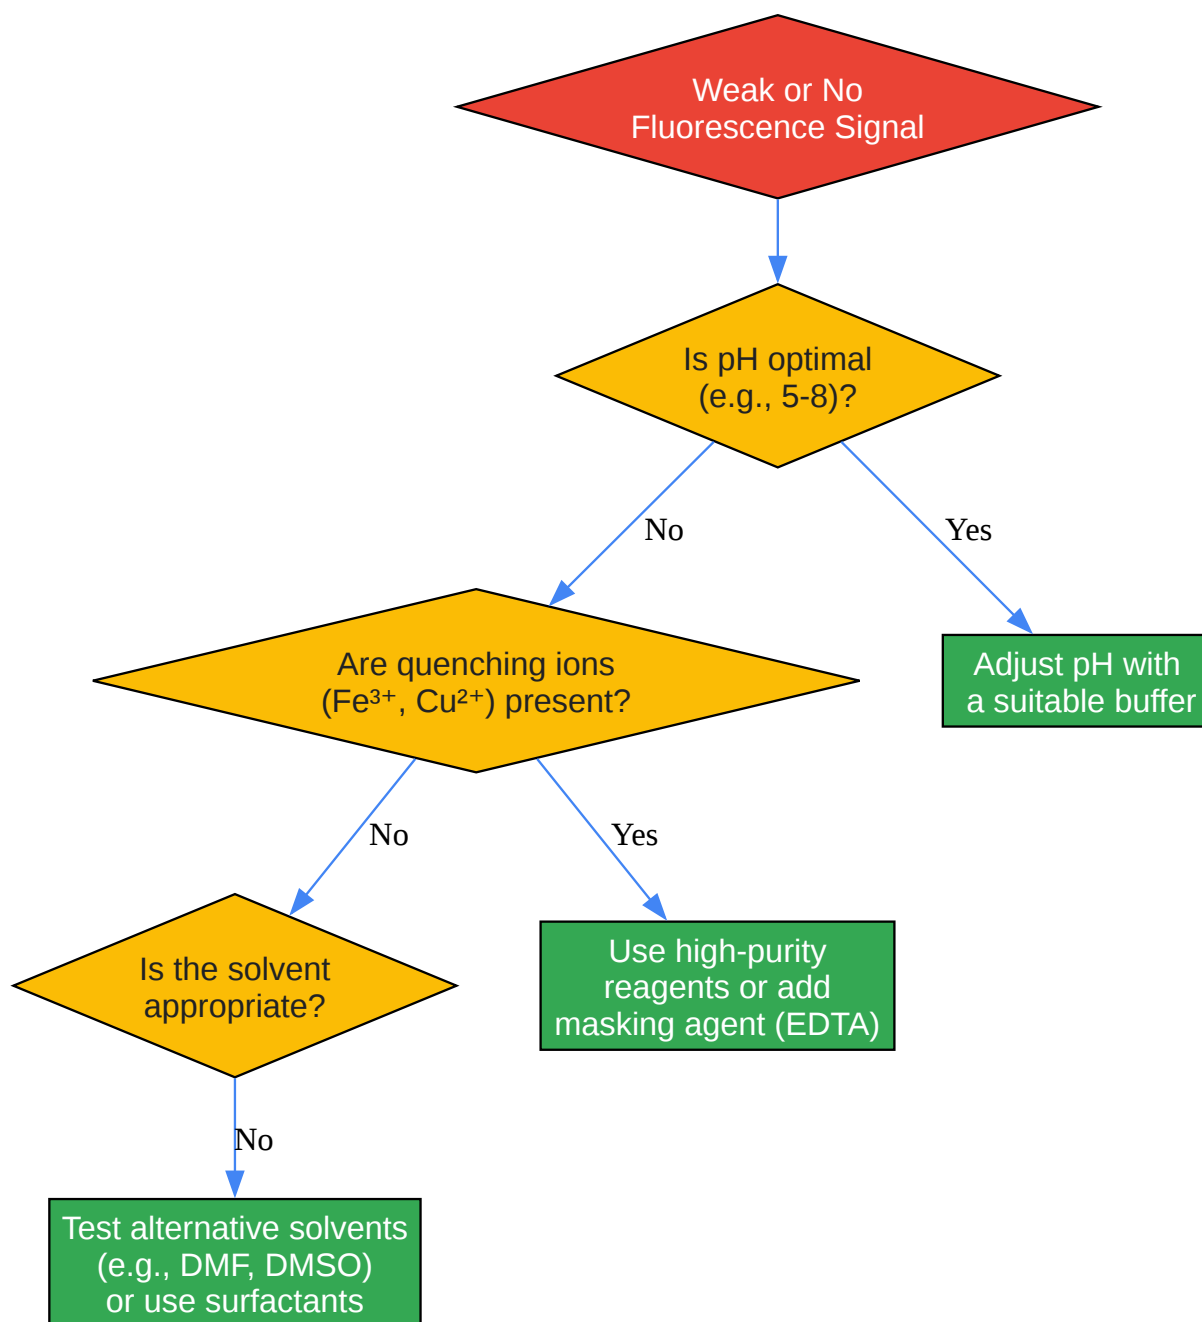 Weak or No
Fluorescence Signal
Is pH optimal
(e.g., 5-8)?
No
Yes
Are quenching ions
(Fe³⁺, Cu²⁺) present?
Adjust pH with
a suitable buffer
No
Yes
Is the solvent
appropriate?
Use high-purity
reagents or add
masking agent (EDTA)
No
Test alternative solvents
(e.g., DMF, DMSO)
or use surfactants